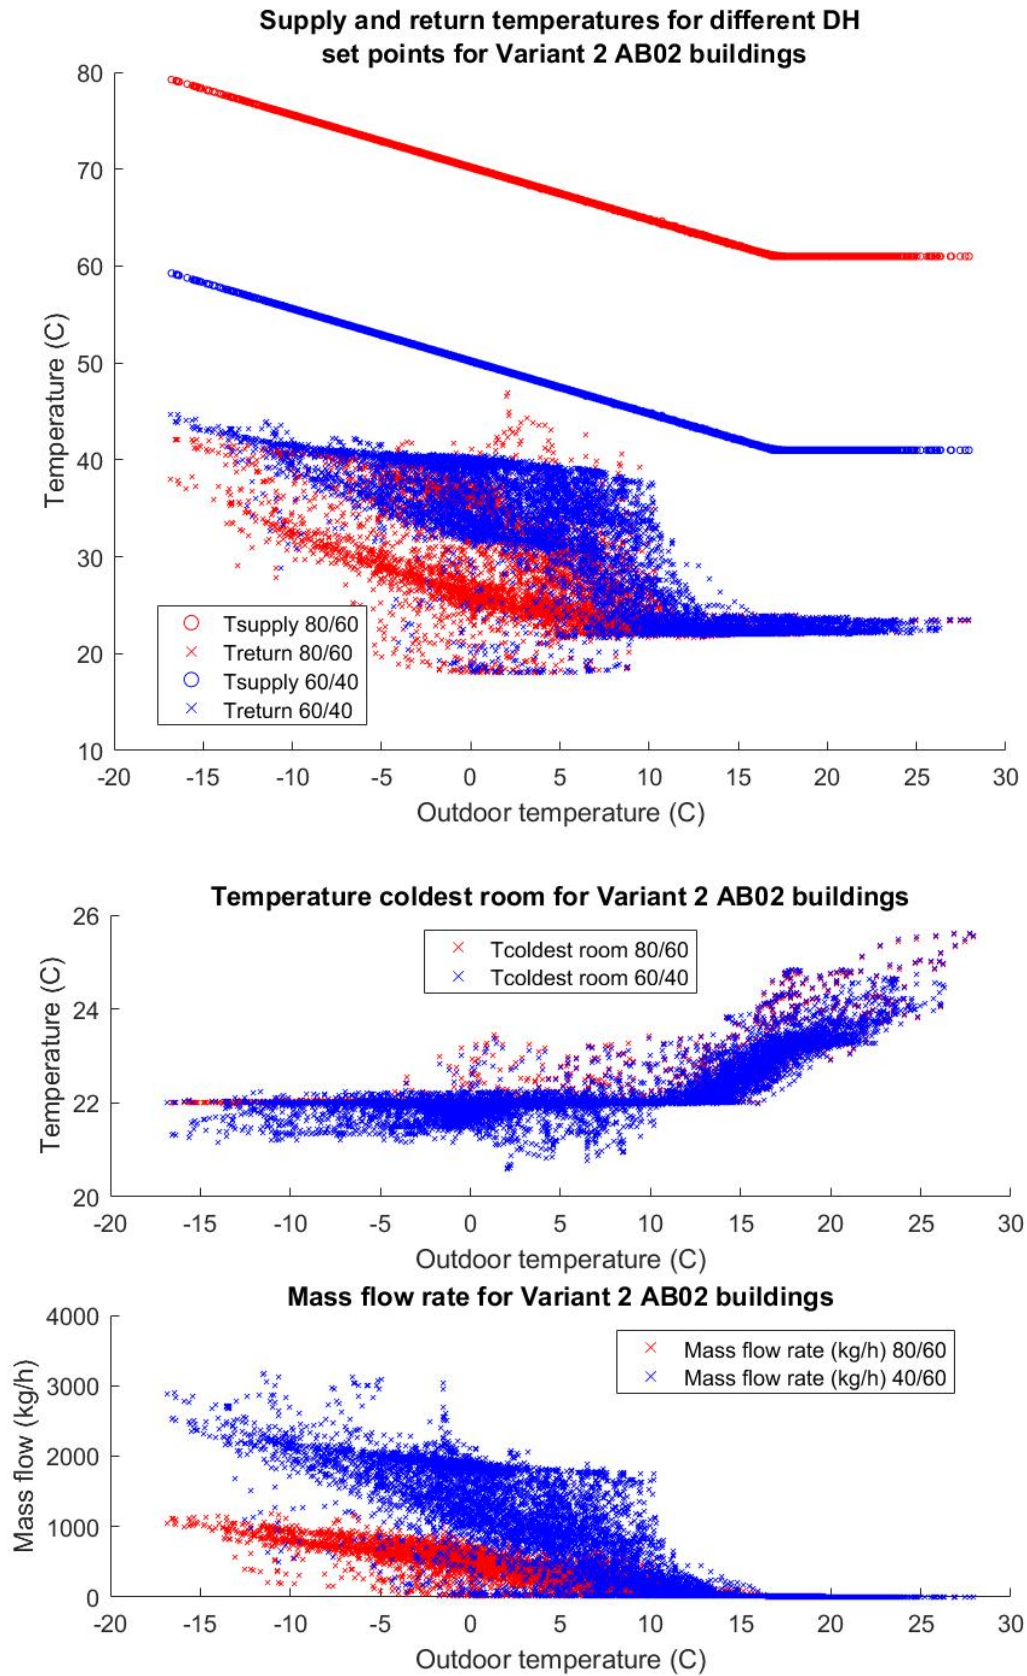 Supply and return temperatures for different DH
set points for Variant 2 AB02 buildings
80
70
60
50
40
30
20
10
Temperature (C)
Tsupply 80/60
Treturn 80/60
Tsupply 60/40
Treturn 60/40
-20 -15 -10 -5 0 5 10 15 20 25 30
Outdoor temperature (C)
Temperature coldest room for Variant 2 AB02 buildings
26
24
22
20
Temperature (C)
Tcoldest room 80/60
Tcoldest room 60/40
-20 -15 -10 -5 0 5 10 15 20 25 30
Outdoor temperature (C)
Mass flow rate for Variant 2 AB02 buildings
4000
3000
2000
1000
0
Mass flow (kg/h)
Mass flow rate (kg/h) 80/60
Mass flow rate (kg/h) 40/60
-20 -15 -10 -5 0 5 10 15 20 25 30
Outdoor temperature (C)